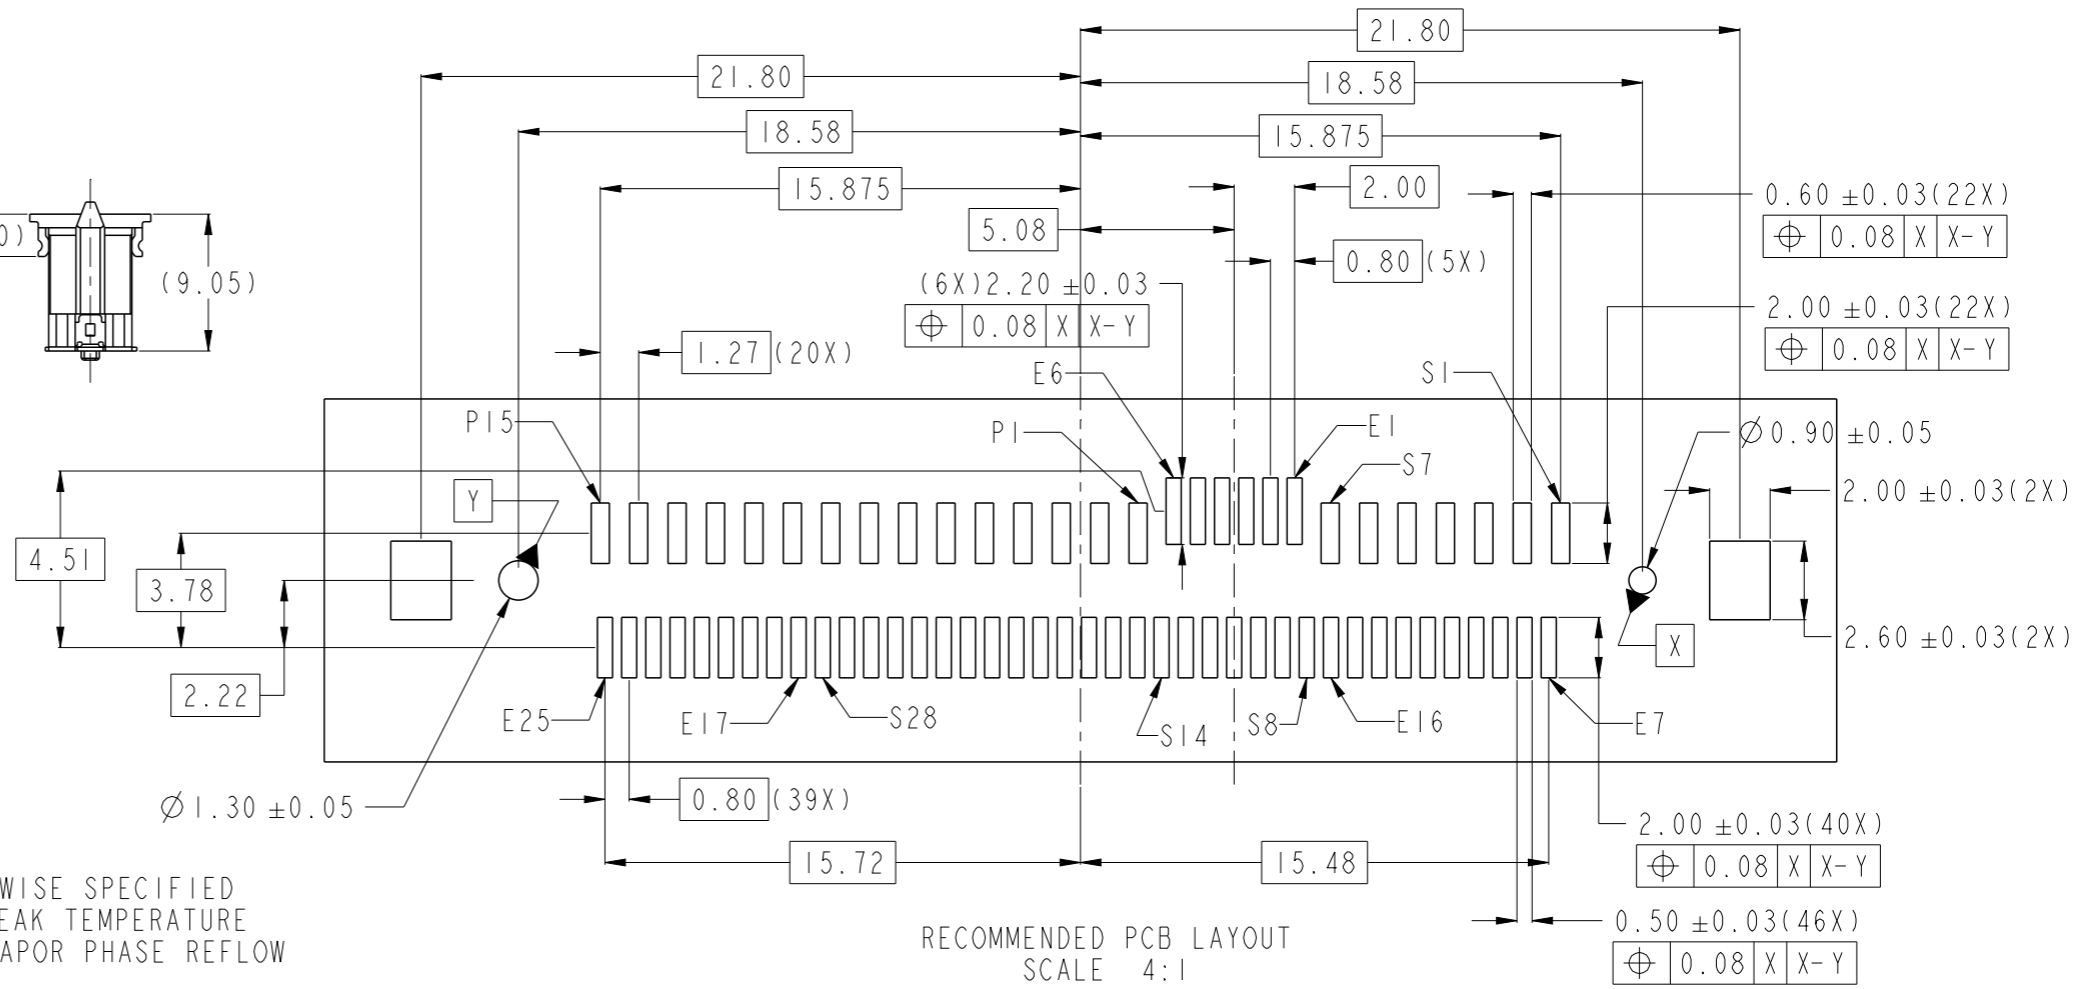 21.80
21.80
18.58
18.58
15.875
15.875
2.00
0.60 ±0.03(22X)
0.08 X X-Y
5.08
0)
(9.05)
0.80 (5X)
(6X)2.20 ±0.03
0.08 X X-Y
2.00 ±0.03(22X)
0.08 X X-Y
1.27 (20X)
E6
S1
P15
P1
E1
Ø0.90 ±0.05
S7
Y
2.00 ±0.03(2X)
4.51
3.78
X
2.60 ±0.03(2X)
2.22
E25
E17
S28
S14
S8
E16
E7
Ø1.30 ±0.05
0.80 (39X)
2.00 ±0.03(40X)
0.08 X X-Y
15.72
15.48
WISE SPECIFIED
EAK TEMPERATURE
APOR PHASE REFLOW
0.50 ±0.03(46X)
0.08 X X-Y
RECOMMENDED PCB LAYOUT
SCALE 4:1